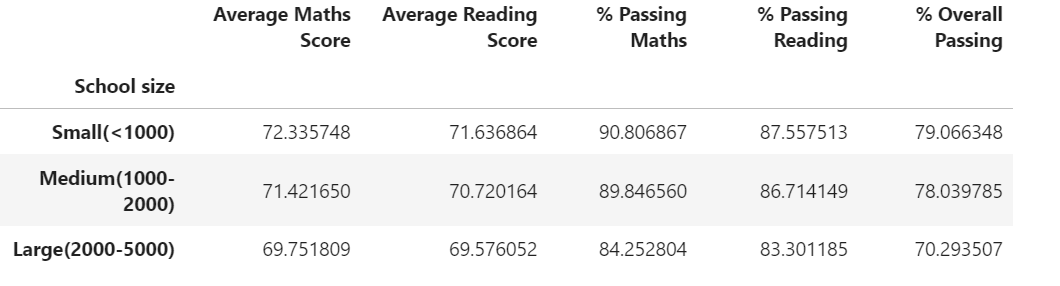 Average Maths Score Average Reading Score % Passing Maths % Passing Reading % Overall Passing
School size
Small(<1000) 72.335748 71.636864 90.806867 87.557513 79.066348
Medium(1000-2000) 71.421650 70.720164 89.846560 86.714149 78.039785
Large(2000-5000) 69.751809 69.576052 84.252804 83.301185 70.293507